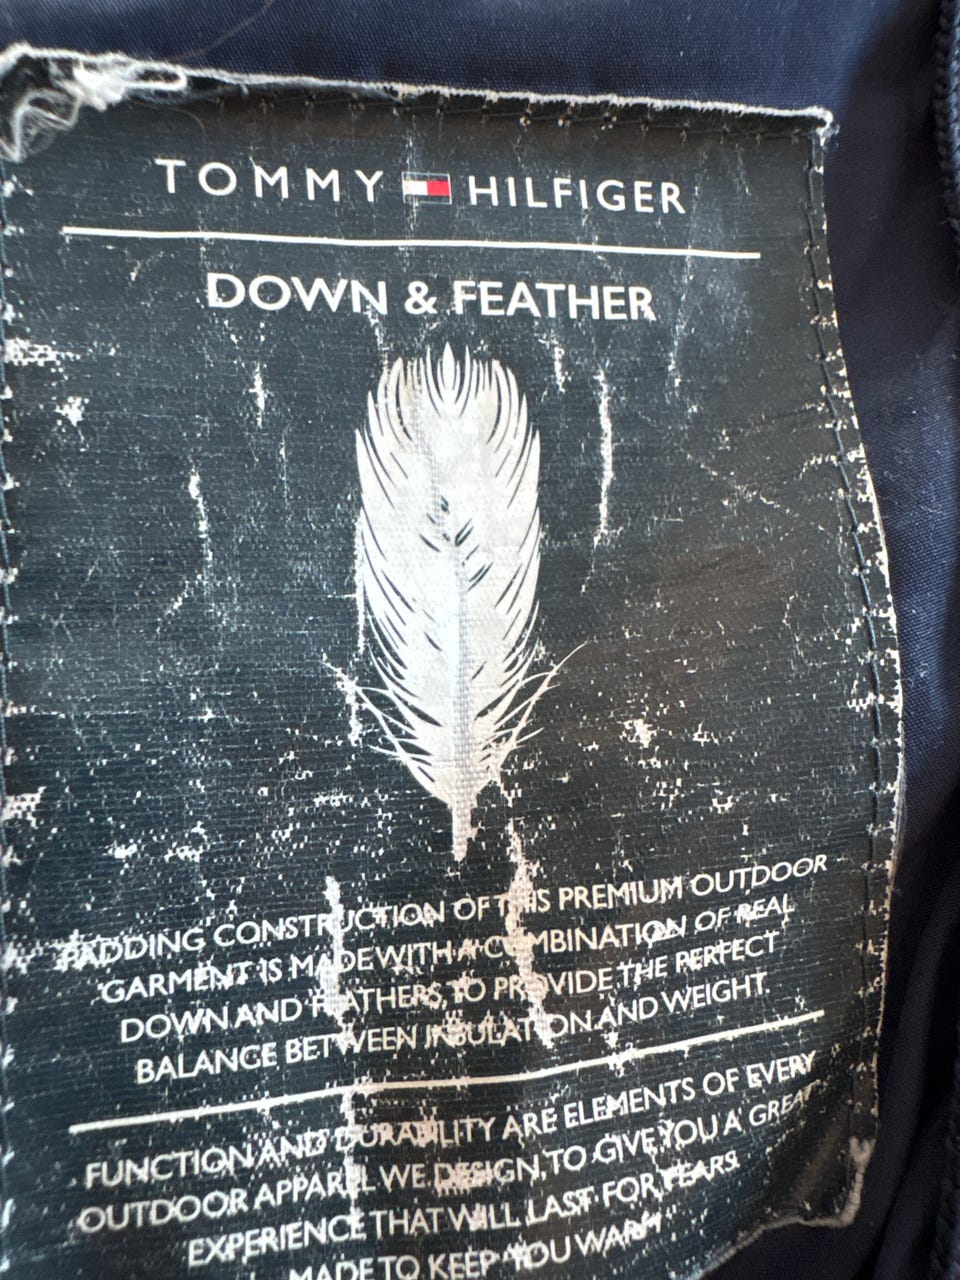 TOMMY HILFIGER
DOWN & FEATHER
PADDING CONSTRUCTION OF THIS PREMIUM OUTDOOR
GARMENT IS MADE WITH A COMBINATION OF REAL
DOWN AND FEATHERS, TO PROVIDE THE PERFECT
BALANCE BETWEEN INSULATION AND WEIGHT.
FUNCTION AND DURABILITY ARE ELEMENTS OF EVERY
OUTDOOR APPAREL WE DESIGN, TO GIVE YOU A GREAT
EXPERIENCE THAT WILL LAST FOR YEARS.
MADE TO KEEP YOU WARM